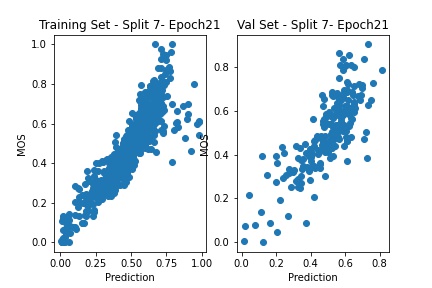 Training Set - Split 7- Epoch21
MOS
1.0
0.8
0.6
0.4
0.2
0.0
0.00 0.25 0.50 0.75 1.00
Prediction
Val Set - Split 7- Epoch21
MOS
0.8
0.6
0.4
0.2
0.0
0.0 0.2 0.4 0.6 0.8
Prediction